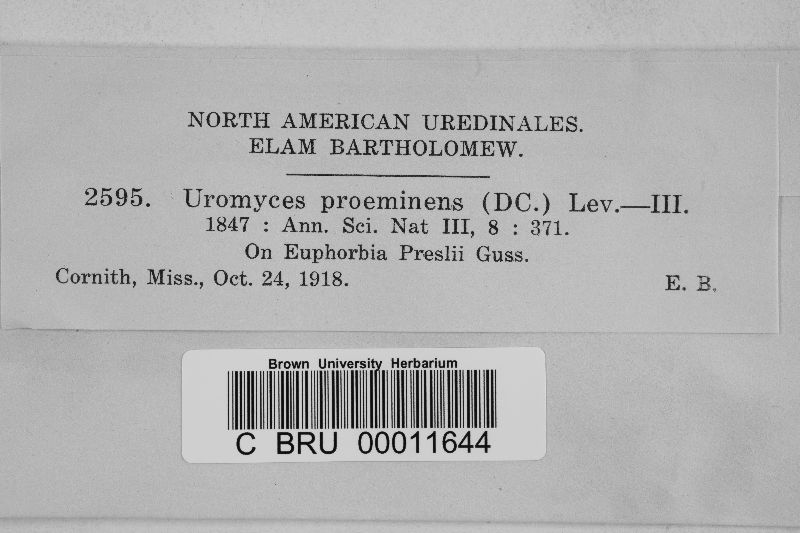 NORTH AMERICAN UREDINALES.
ELAM BARTHOLOMEW.
2595. Uromyces proeminens (DC.) Lev.—III.
1847 : Ann. Sci. Nat III, 8 : 371.
On Euphorbia Preslii Guss.
Cornith, Miss., Oct. 24, 1918. E. B.
Brown University Herbarium
C BRU 00011644